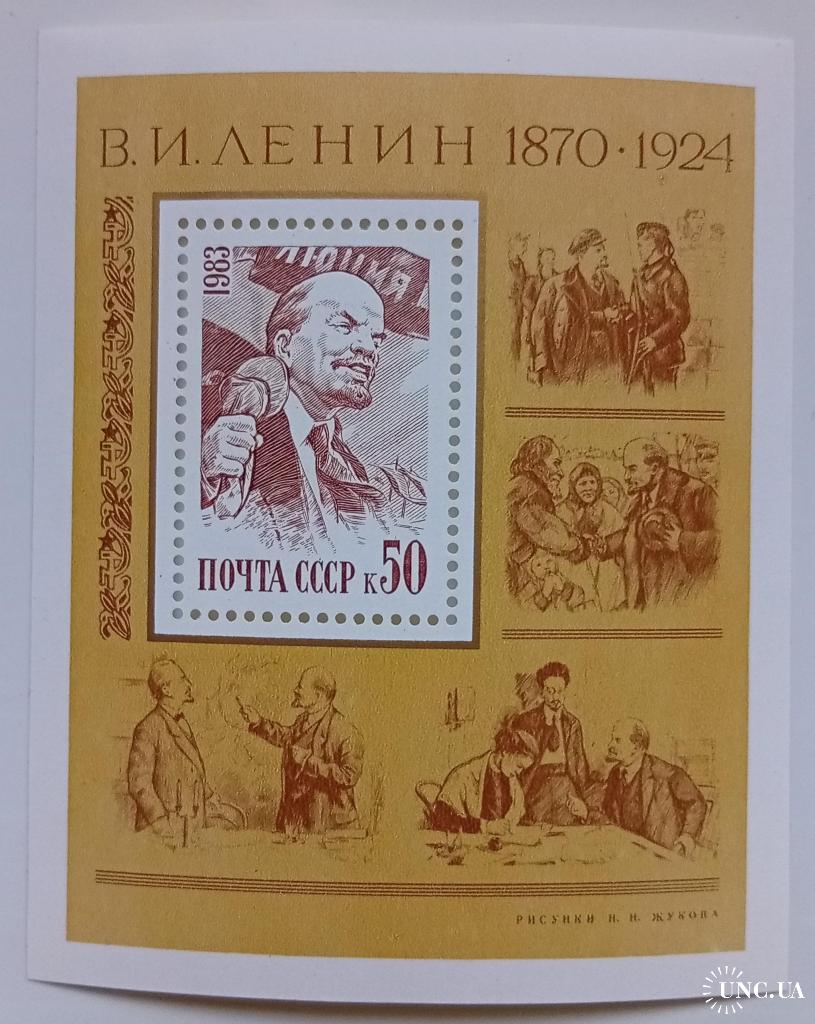 В. И. ЛЕНИН 1870 · 1924
1983
ПОЧТА СССР к50
РИСУНКИ Н. Н. ЖУКОВА
UNC.UA